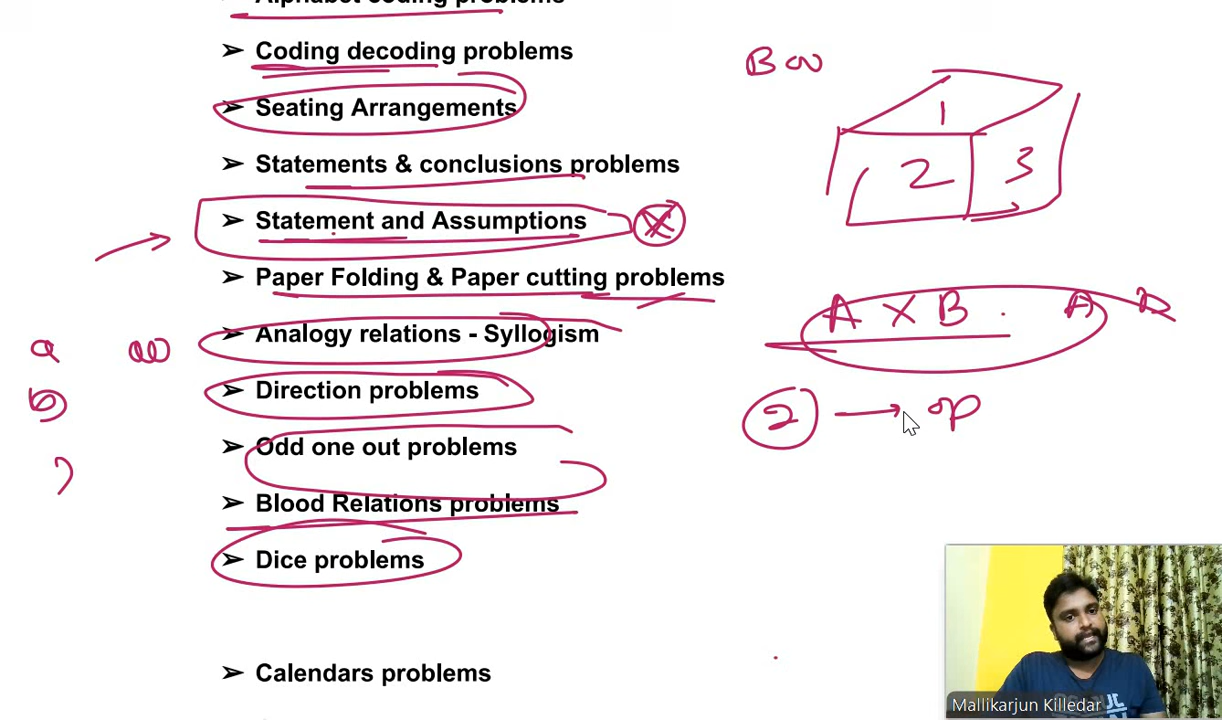 ➢ Alphabet coding problems
➢ Coding decoding problems
➢ Seating Arrangements
➢ Statements & conclusions problems
➢ Statement and Assumptions
➢ Paper Folding & Paper cutting problems
➢ Analogy relations - Syllogism
➢ Direction problems
➢ Odd one out problems
➢ Blood Relations problems
➢ Dice problems
➢ Calendars problems
1
2 3
A X B . A
2 → op
a
b
Mallikarjun Killedar